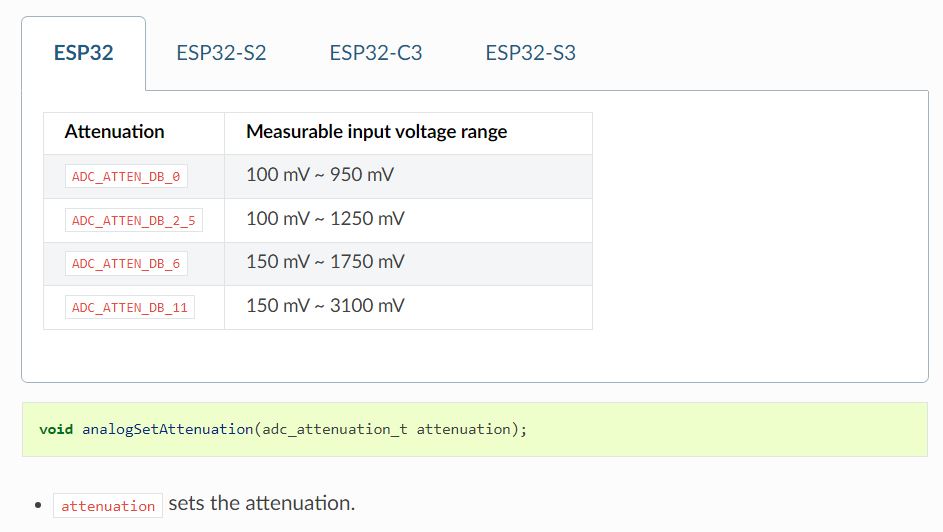 ESP32 ESP32-S2 ESP32-C3 ESP32-S3
Attenuation Measurable input voltage range
ADC_ATTEN_DB_0 100 mV ~ 950 mV
ADC_ATTEN_DB_2_5 100 mV ~ 1250 mV
ADC_ATTEN_DB_6 150 mV ~ 1750 mV
ADC_ATTEN_DB_11 150 mV ~ 3100 mV
void analogSetAttenuation(adc_attenuation_t attenuation);
• attenuation sets the attenuation.